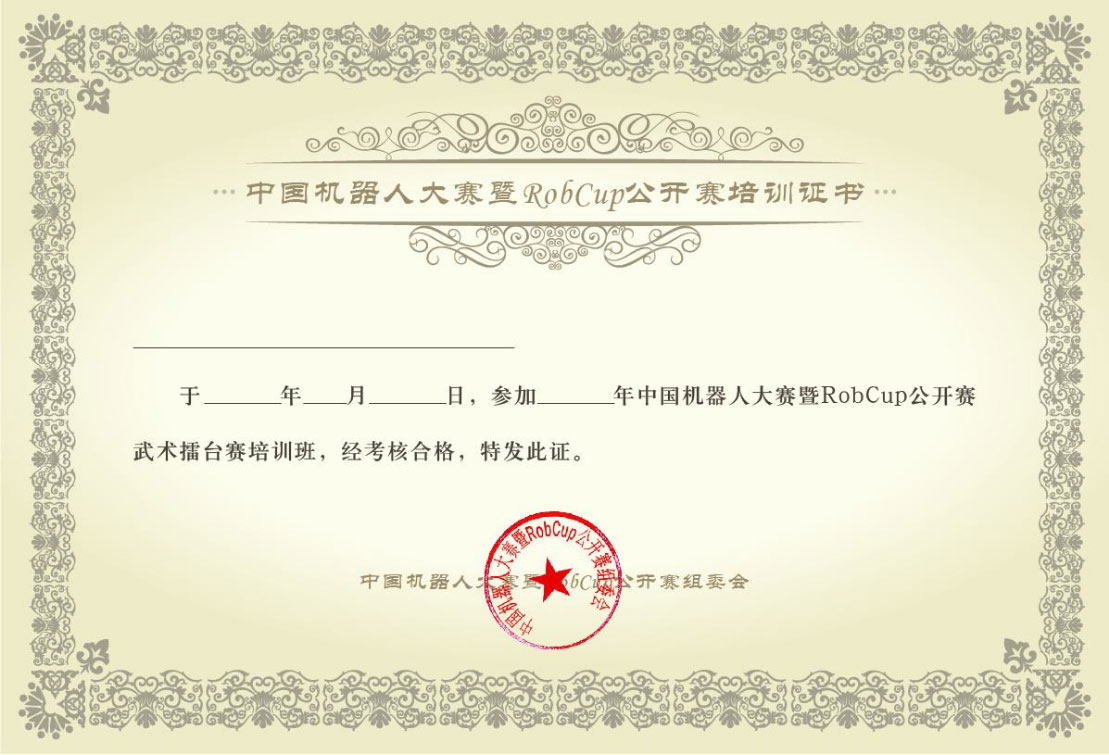 ···中国机器人大赛暨RobCup公开赛培训证书···
于______年____月______日，参加______年中国机器人大赛暨RobCup公开赛
武术擂台赛培训班，经考核合格，特发此证。
中国机器人大赛暨RobCup公开赛组委会
中国机器人大赛暨RobCup公开赛组委会